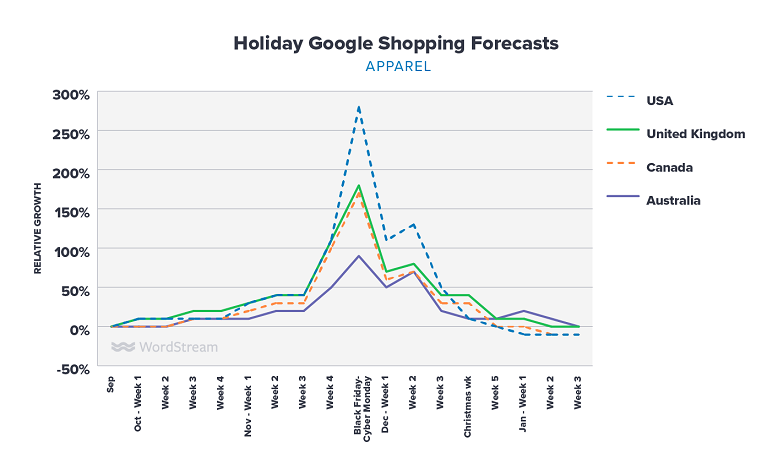 Holiday Google Shopping Forecasts
APPAREL
300%
250%
200%
150%
100%
50%
0%
-50%
RELATIVE GROWTH
USA
United Kingdom
Canada
Australia
WordStream
Sep
Oct - Week 1
Week 2
Week 3
Week 4
Nov - Week 1
Week 2
Week 3
Week 4
Black Friday-
Cyber Monday
Dec - Week 1
Week 2
Week 3
Christmas wk
Week 5
Jan - Week 1
Week 2
Week 3